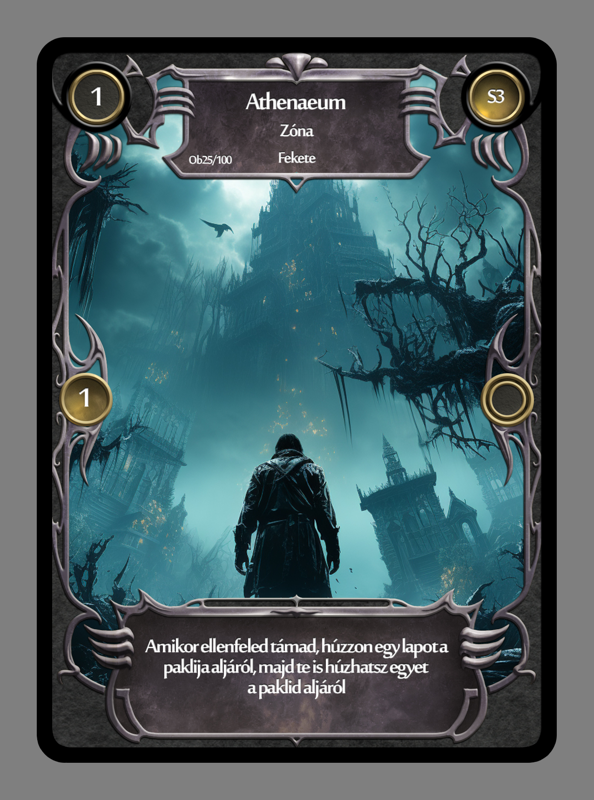 1
Athenaeum
S3
Zóna
Ob25/100 Fekete
1
Amikor ellenfeled támad, húzzon egy lapot a
paklija aljáról, majd te is húzhatsz egyet
a paklid aljáról